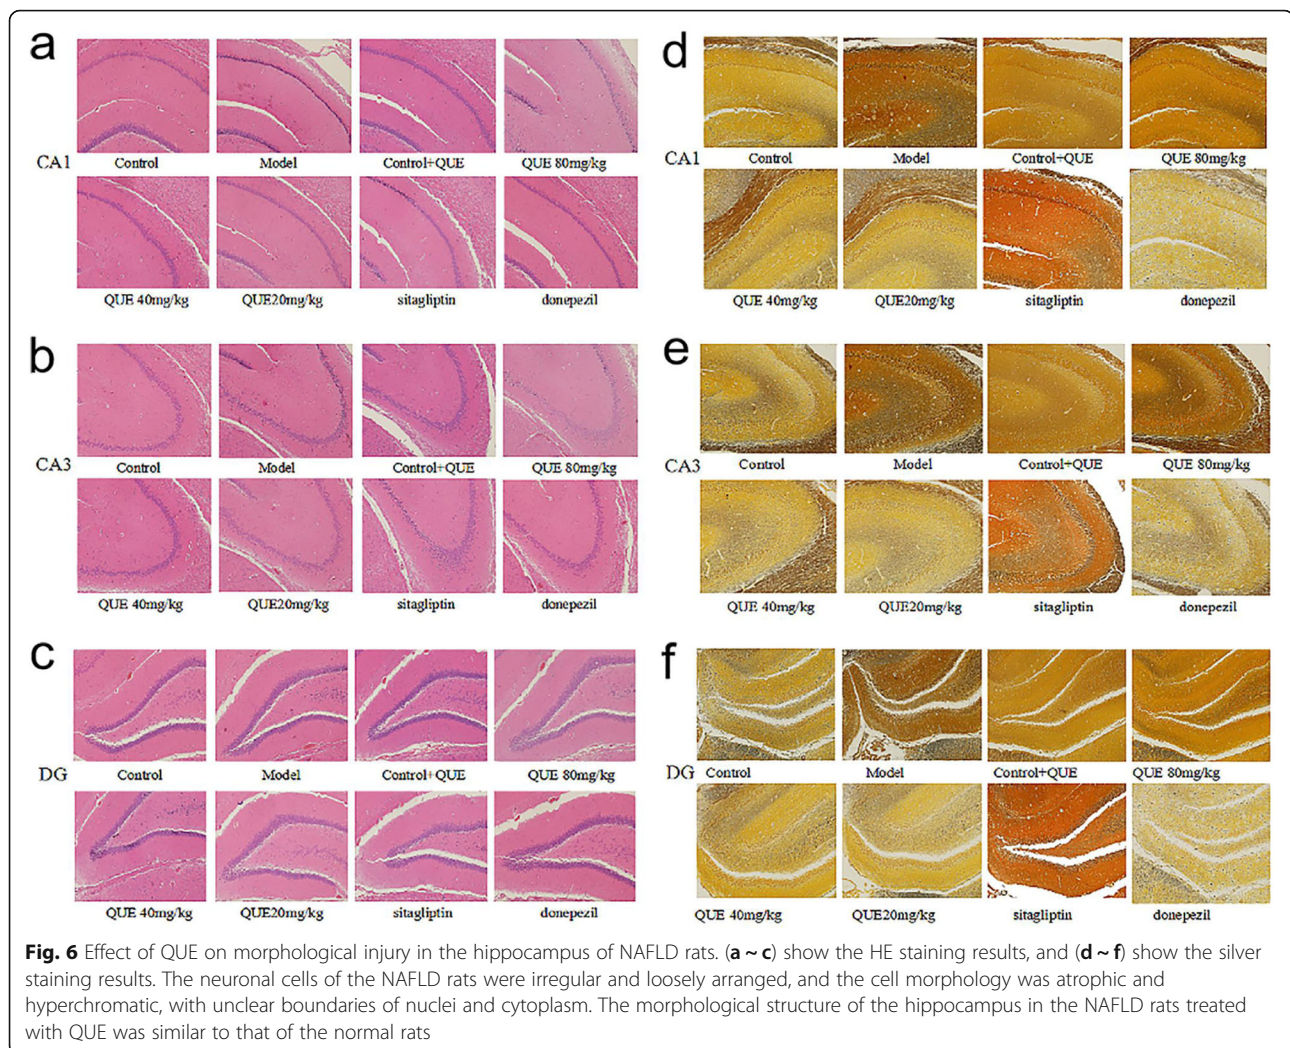 a
Control Model Control+QUE QUE 80mg/kg
CA1
QUE 40mg/kg QUE20mg/kg sitagliptin donepezil
b
Control Model Control+QUE QUE 80mg/kg
CA3
QUE 40mg/kg QUE20mg/kg sitagliptin donepezil
c
Control Model Control+QUE QUE 80mg/kg
DG
QUE 40mg/kg QUE20mg/kg sitagliptin donepezil
d
Control Model Control+QUE QUE 80mg/kg
CA1
QUE 40mg/kg QUE20mg/kg sitagliptin donepezil
e
Control Model Control+QUE QUE 80mg/kg
CA3
QUE 40mg/kg QUE20mg/kg sitagliptin donepezil
f
Control Model Control+QUE QUE 80mg/kg
DG
QUE 40mg/kg QUE20mg/kg sitagliptin donepezil
Fig. 6 Effect of QUE on morphological injury in the hippocampus of NAFLD rats. (a ~ c) show the HE staining results, and (d ~ f) show the silver
staining results. The neuronal cells of the NAFLD rats were irregular and loosely arranged, and the cell morphology was atrophic and
hyperchromatic, with unclear boundaries of nuclei and cytoplasm. The morphological structure of the hippocampus in the NAFLD rats treated
with QUE was similar to that of the normal rats